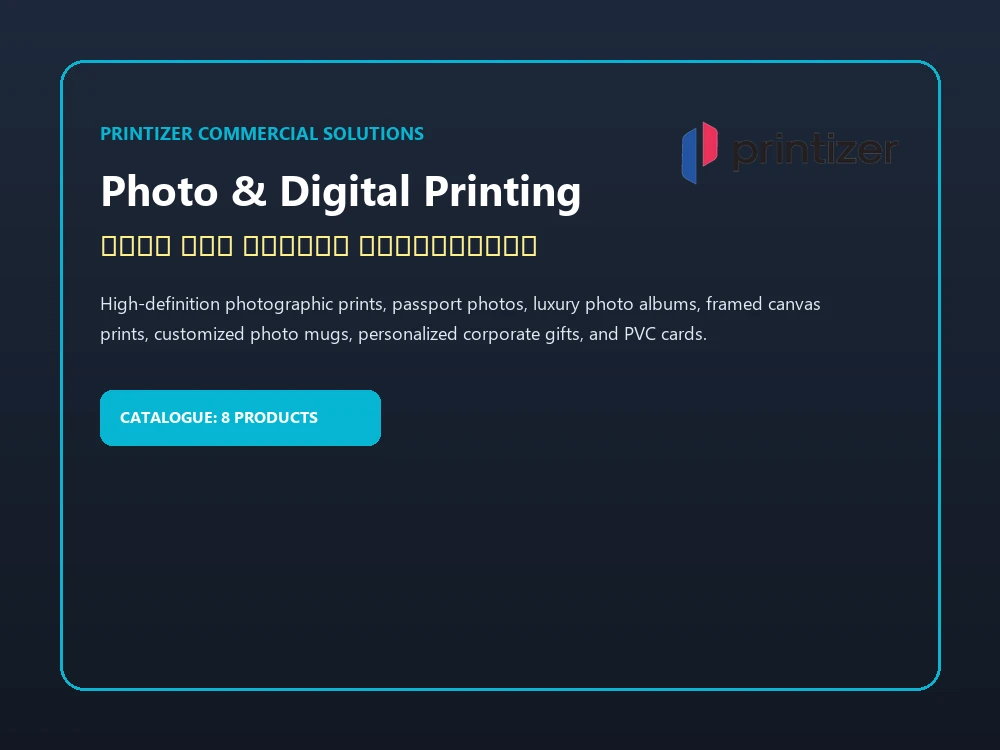 PRINTIZER COMMERCIAL SOLUTIONS
printizer
Photo & Digital Printing
High-definition photographic prints, passport photos, luxury photo albums, framed canvas
prints, customized photo mugs, personalized corporate gifts, and PVC cards.
CATALOGUE: 8 PRODUCTS